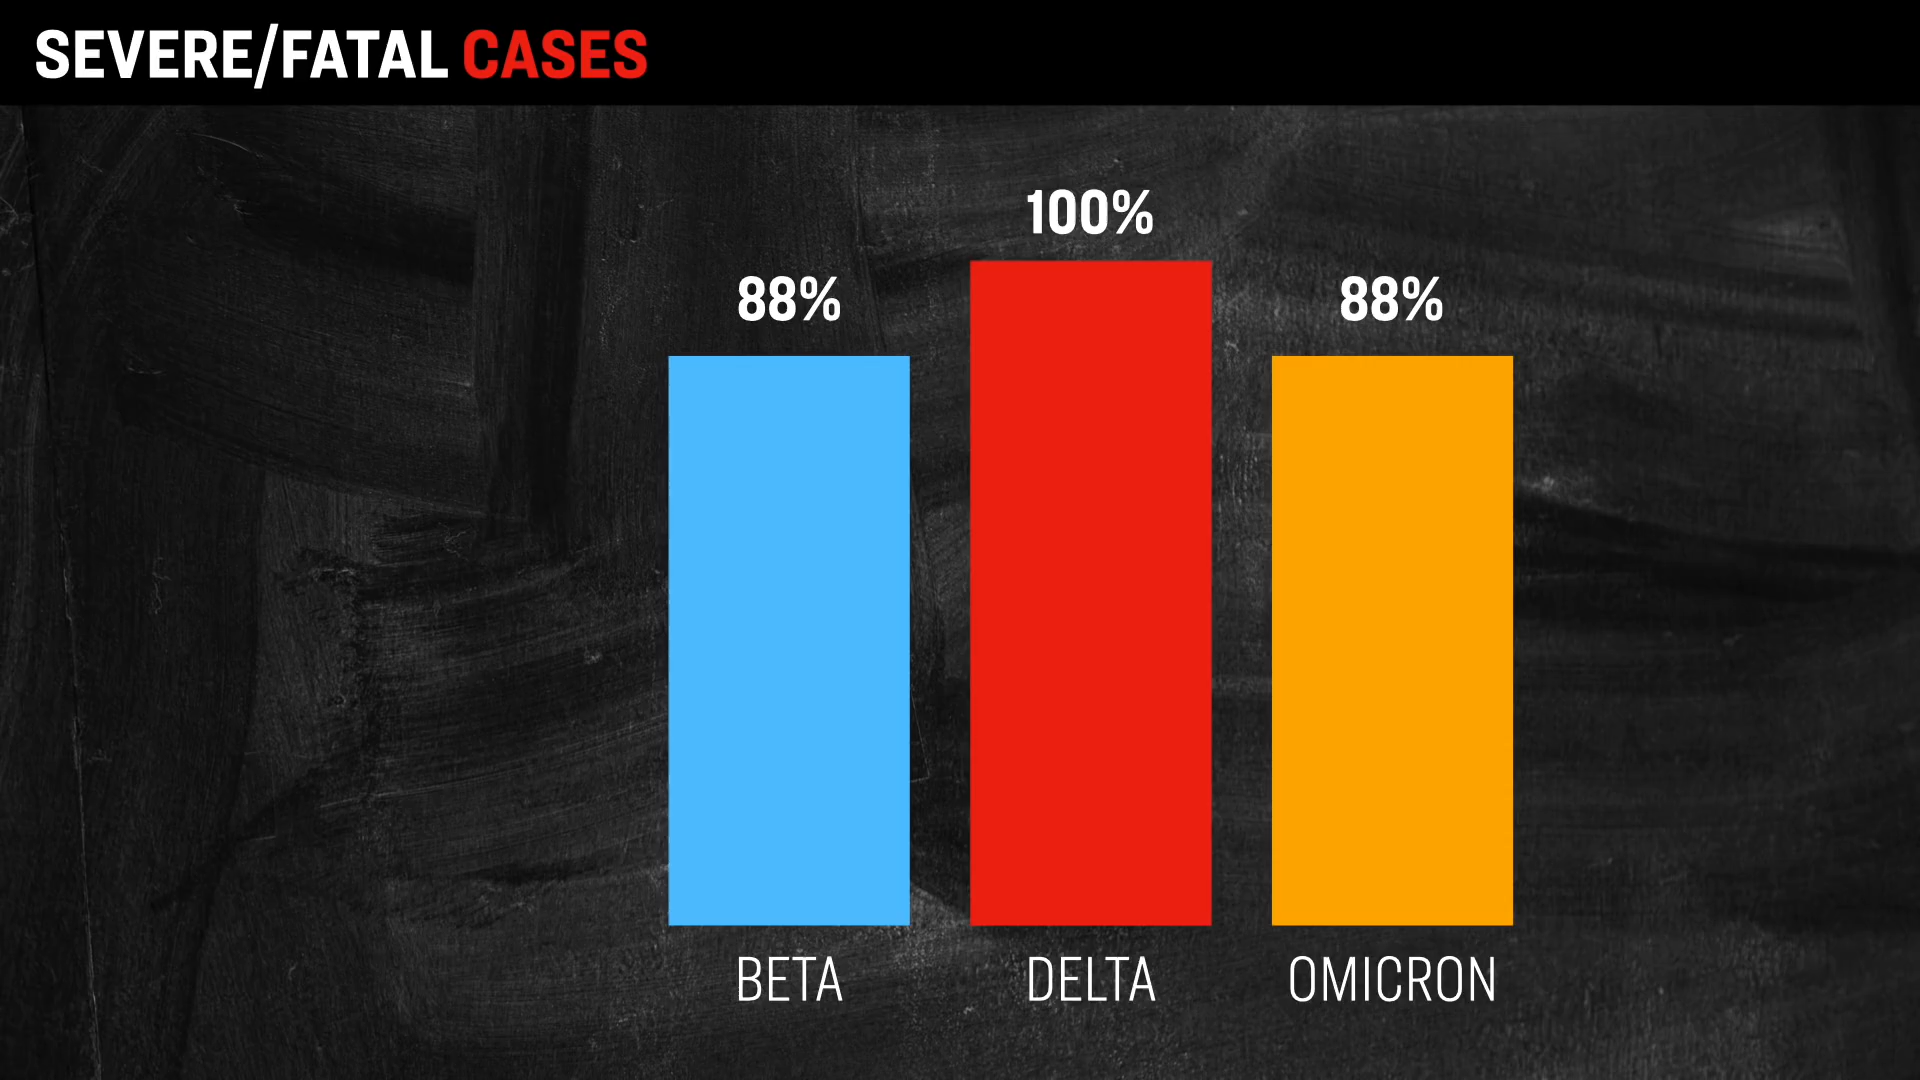 SEVERE/FATAL CASES
100%
88%
88%
BETA
DELTA
OMICRON